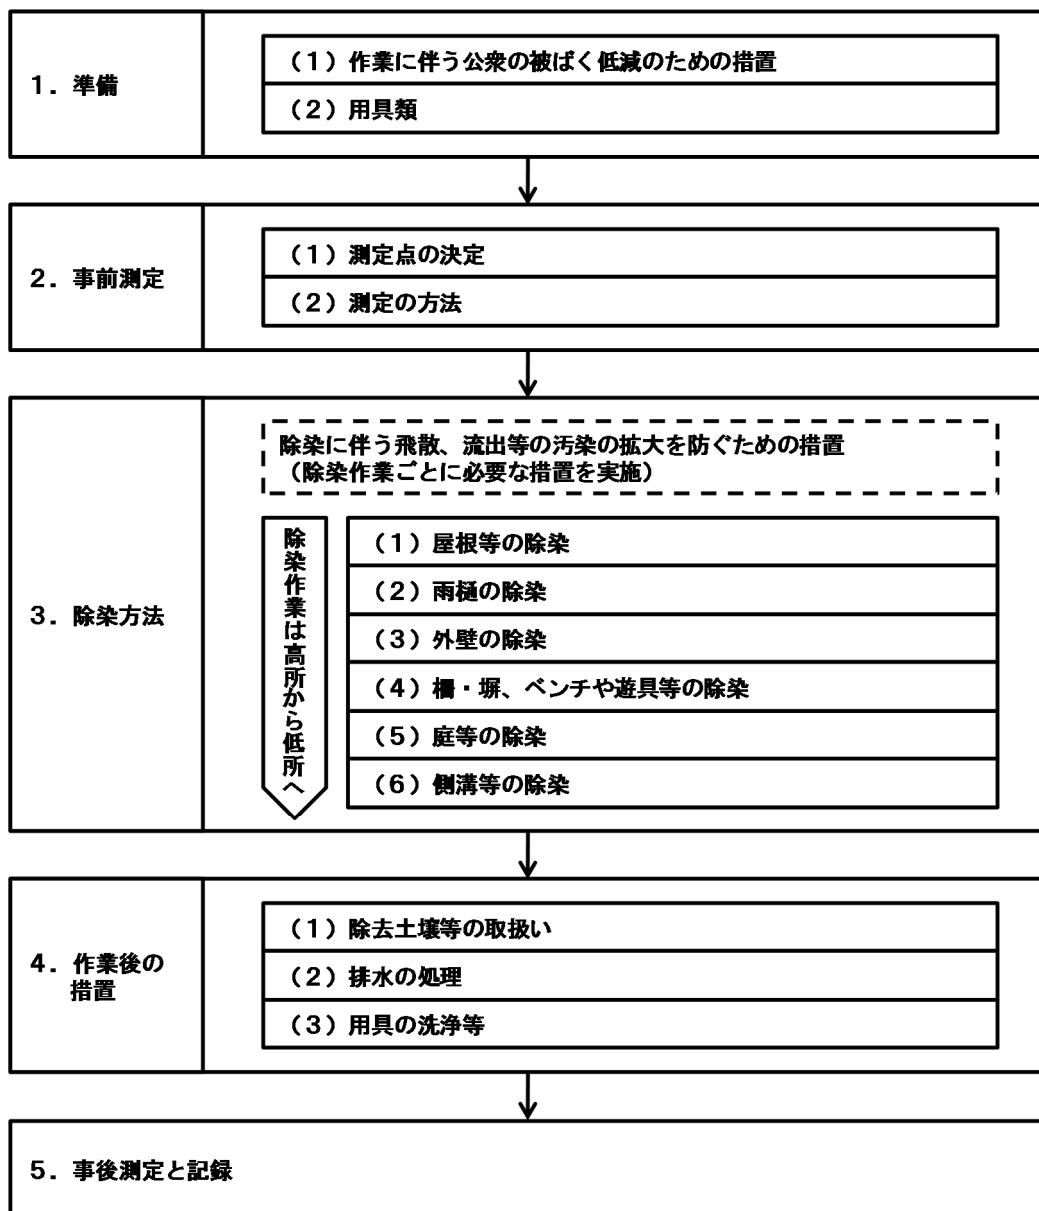 1．準備
（1）作業に伴う公衆の被ばく低減のための措置
（2）用具類
2．事前測定
（1）測定点の決定
（2）測定の方法
3．除染方法
除染に伴う飛散、流出等の汚染の拡大を防ぐための措置
（除染作業ごとに必要な措置を実施）
除染作業は高所から低所へ
（1）屋根等の除染
（2）雨樋の除染
（3）外壁の除染
（4）柵・塀、ベンチや遊具等の除染
（5）庭等の除染
（6）側溝等の除染
4．作業後の
措置
（1）除去土壌等の取扱い
（2）排水の処理
（3）用具の洗浄等
5．事後測定と記録